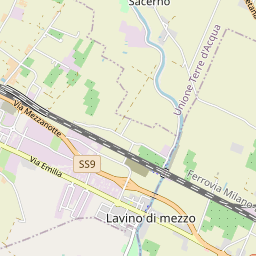 Sacerno
Unione Terre d'Acqua
Via Mezzanotte
SS9
Via Emilia
Ferrovia Milano
Lavino di mezzo